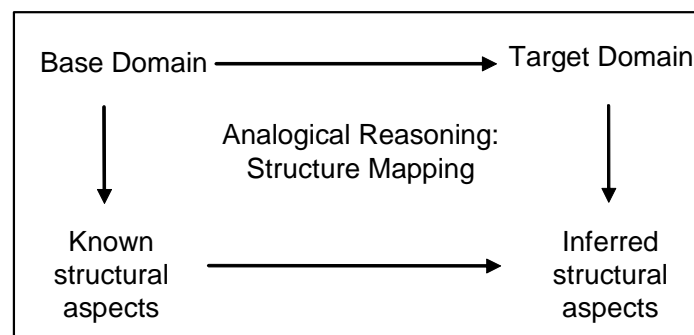 Base Domain
Target Domain
Analogical Reasoning:
Structure Mapping
Known
structural
aspects
Inferred
structural
aspects